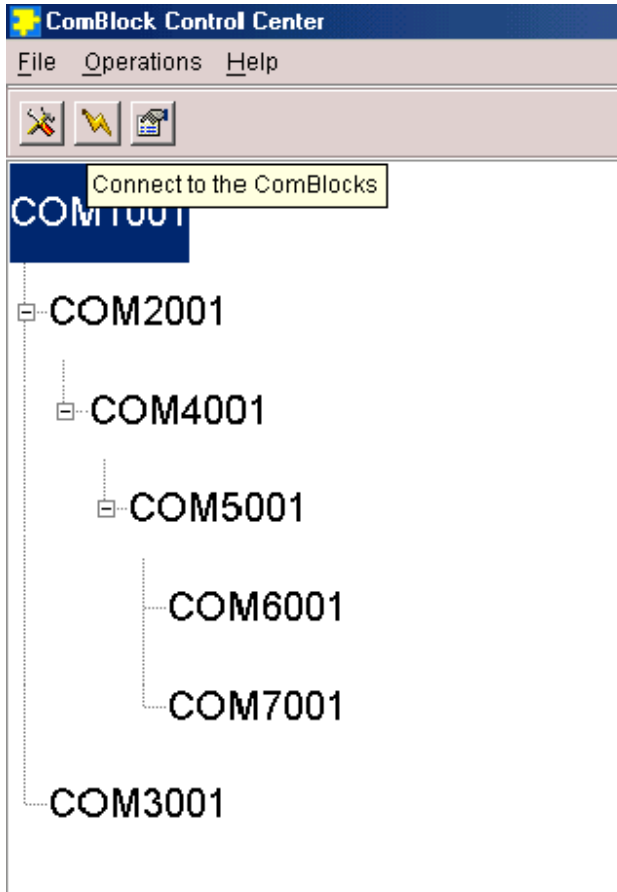 ComBlock Control Center
File Operations Help
Connect to the ComBlocks
COM1001
COM2001
COM4001
COM5001
COM6001
COM7001
COM3001